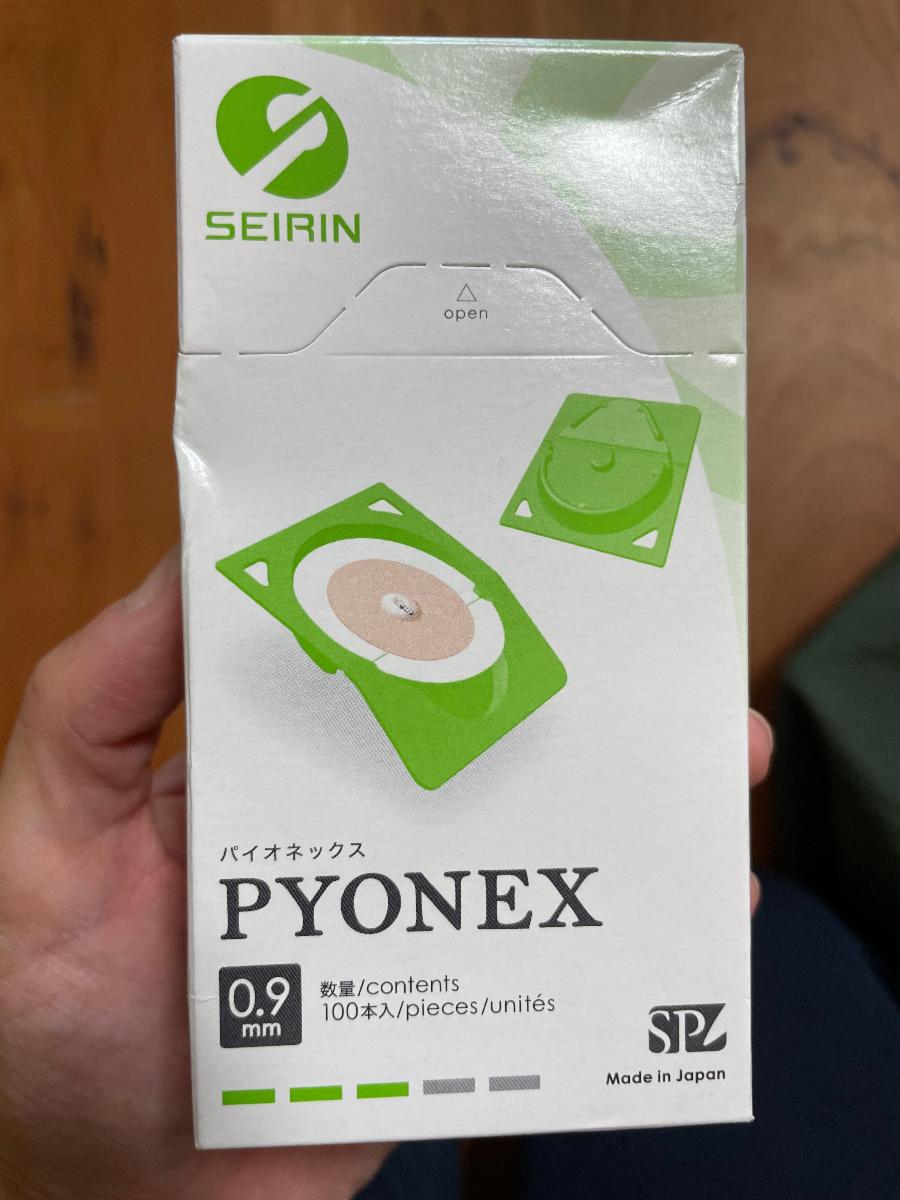 SEIRIN
open
パイオネックス
PYONEX
0.9
mm
数量/contents
100本入/pieces/unités
SPZ
Made in Japan